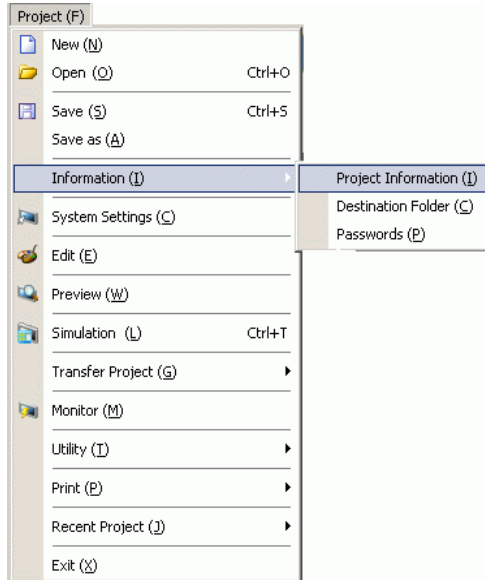 Project (F)
New (N)
Open (O) Ctrl+O
Save (S) Ctrl+S
Save as (A)
Information (I)
Project Information (I)
Destination Folder (C)
Passwords (P)
System Settings (C)
Edit (E)
Preview (W)
Simulation (L) Ctrl+T
Transfer Project (G)
Monitor (M)
Utility (T)
Print (P)
Recent Project (J)
Exit (X)